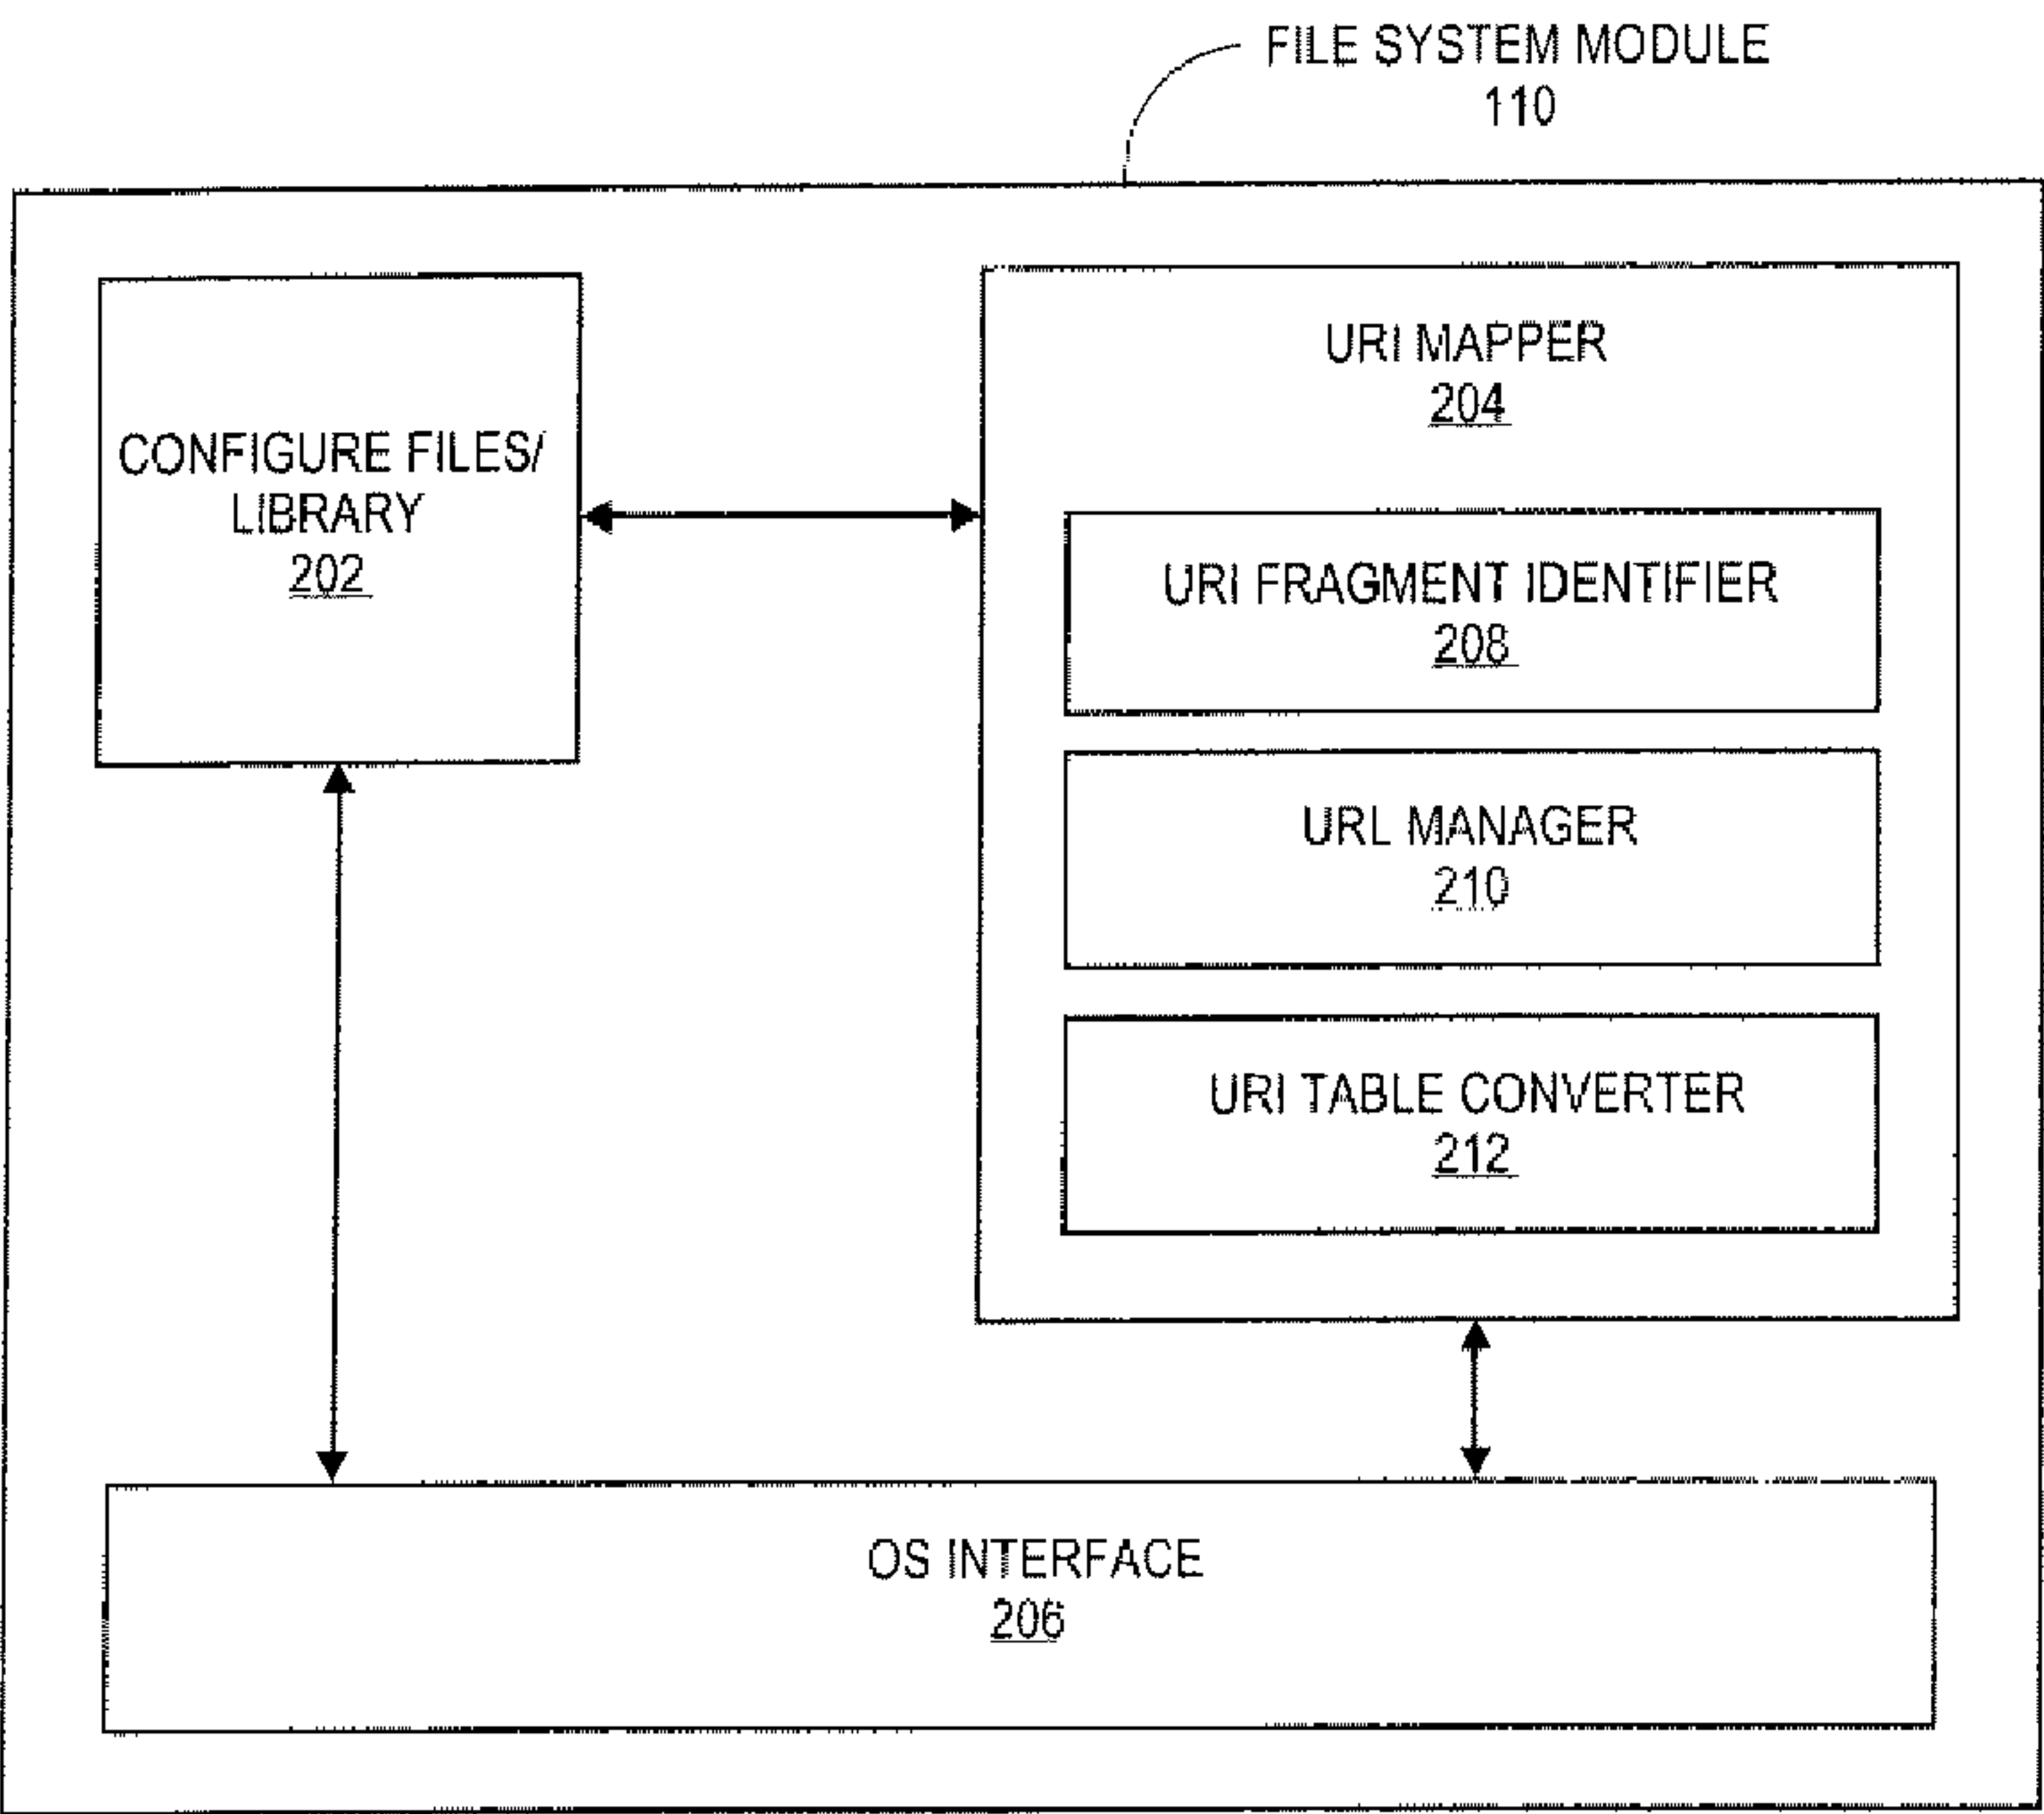 FILE SYSTEM MODULE
110
CONFIGURE FILES/
LIBRARY
202
URI MAPPER
204
URI FRAGMENT IDENTIFIER
208
URL MANAGER
210
URI TABLE CONVERTER
212
OS INTERFACE
206